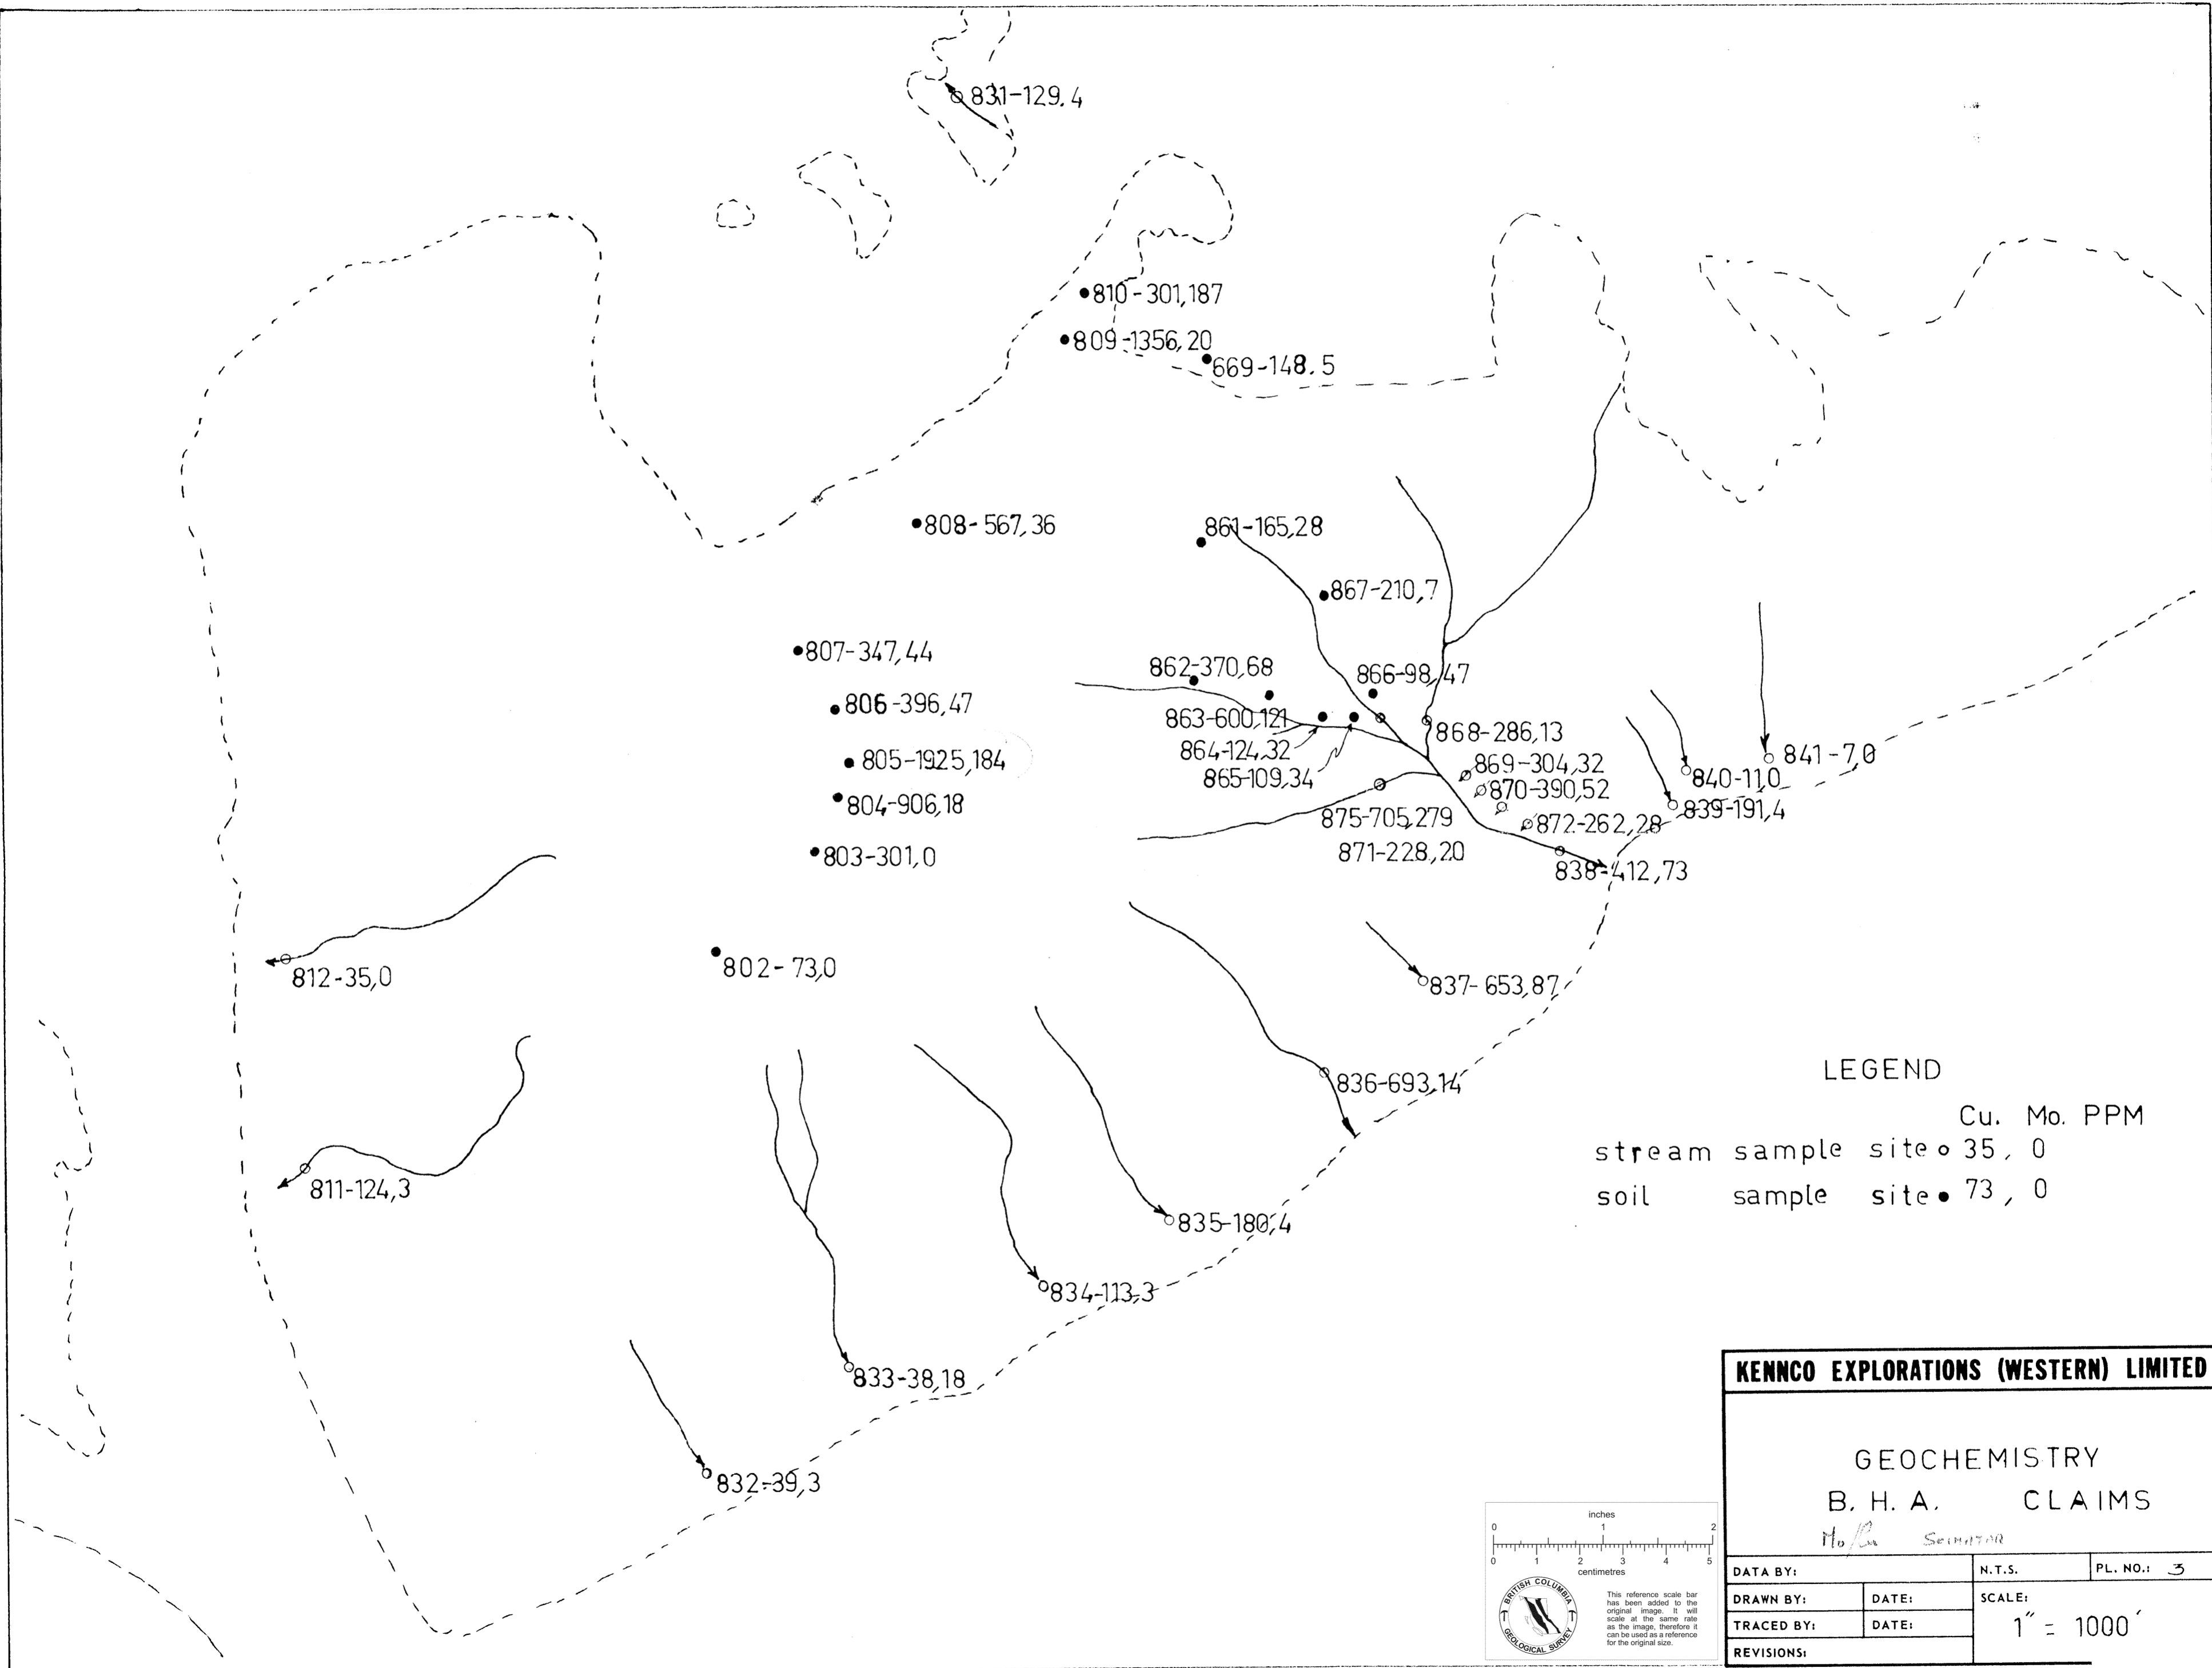 831-129.4
810-301,187
809-1356,20
669-148.5
808-567,36
861-165,28
867-210,7
807-347,44
862-370,68
866-98,47
806-396,47
863-600,121
868-286,13
864-124,32
865-109,34
869-304,32
805-1925,184
841-7,0
840-11,0
870-390,52
804-906,18
839-191,4
875-705,279
872-262,28
803-301,0
871-228,20
838-412,73
802-73,0
812-35,0
837-653,87
836-693,14
811-124,3
835-180,4
834-113,3
833-38,18
832-39,3
LEGEND
Cu. Mo. PPM
stream sample site 35, 0
soil sample site 73, 0
KENNCO EXPLORATIONS (WESTERN) LIMITED
GEOCHEMISTRY
B. H. A. CLAIMS
DATA BY:
N.T.S.
PL. NO.: 3
DRAWN BY:
DATE:
SCALE:
1" = 1000'
TRACED BY:
DATE:
REVISIONS:
inches
0 1 2
0 1 2 3 4 5
centimetres
BRITISH COLUMBIA
GEOLOGICAL SURVEY
This reference scale bar
has been added to the
original image. It will
scale at the same rate
as the image, therefore it
can be used as a reference
for the original size.